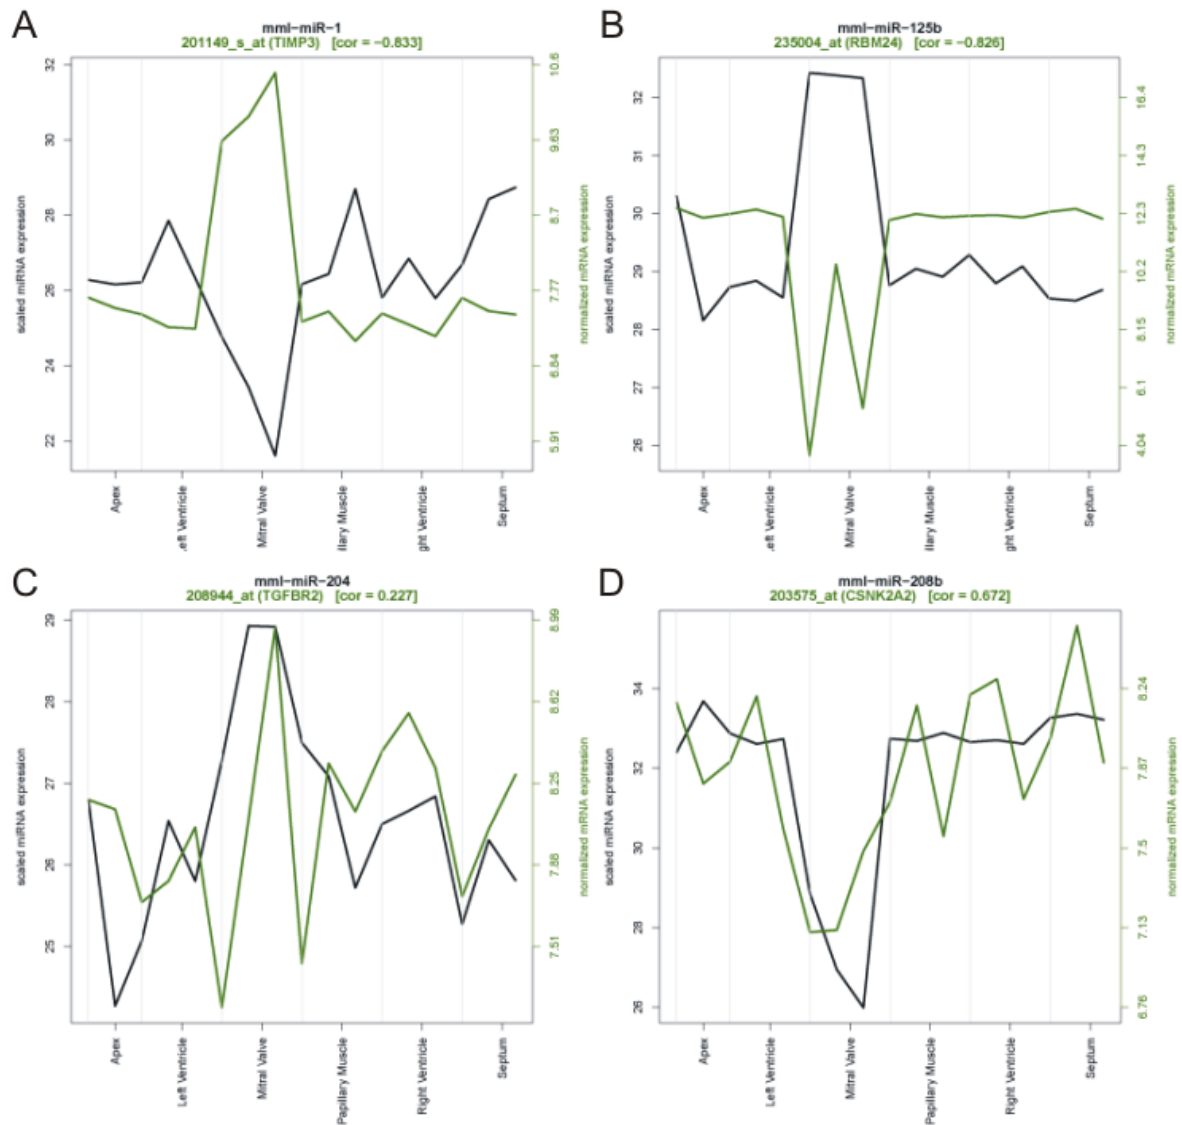 A
mml-miR-1
201149_s_at (TIMP3) [cor = -0.833]
32
30
28
26
24
22
scaled miRNA expression
10.6
9.63
8.7
7.77
6.84
5.91
normalized mRNA expression
Apex
.eft Ventricle
Mitral Valve
illary Muscle
ght Ventricle
Septum
B
mml-miR-125b
235004_at (RBM24) [cor = -0.826]
32
31
30
29
28
27
26
scaled miRNA expression
16.4
14.3
12.3
10.2
8.15
6.1
4.04
normalized mRNA expression
Apex
.eft Ventricle
Mitral Valve
illary Muscle
ght Ventricle
Septum
C
mml-miR-204
208944_at (TGFBR2) [cor = 0.227]
29
28
27
26
25
scaled miRNA expression
8.99
8.62
8.25
7.88
7.51
normalized mRNA expression
Apex
Left Ventricle
Mitral Valve
Papillary Muscle
Right Ventricle
Septum
D
mml-miR-208b
203575_at (CSNK2A2) [cor = 0.672]
34
32
30
28
26
scaled miRNA expression
8.24
7.87
7.5
7.13
6.76
normalized mRNA expression
Apex
Left Ventricle
Mitral Valve
Papillary Muscle
Right Ventricle
Septum